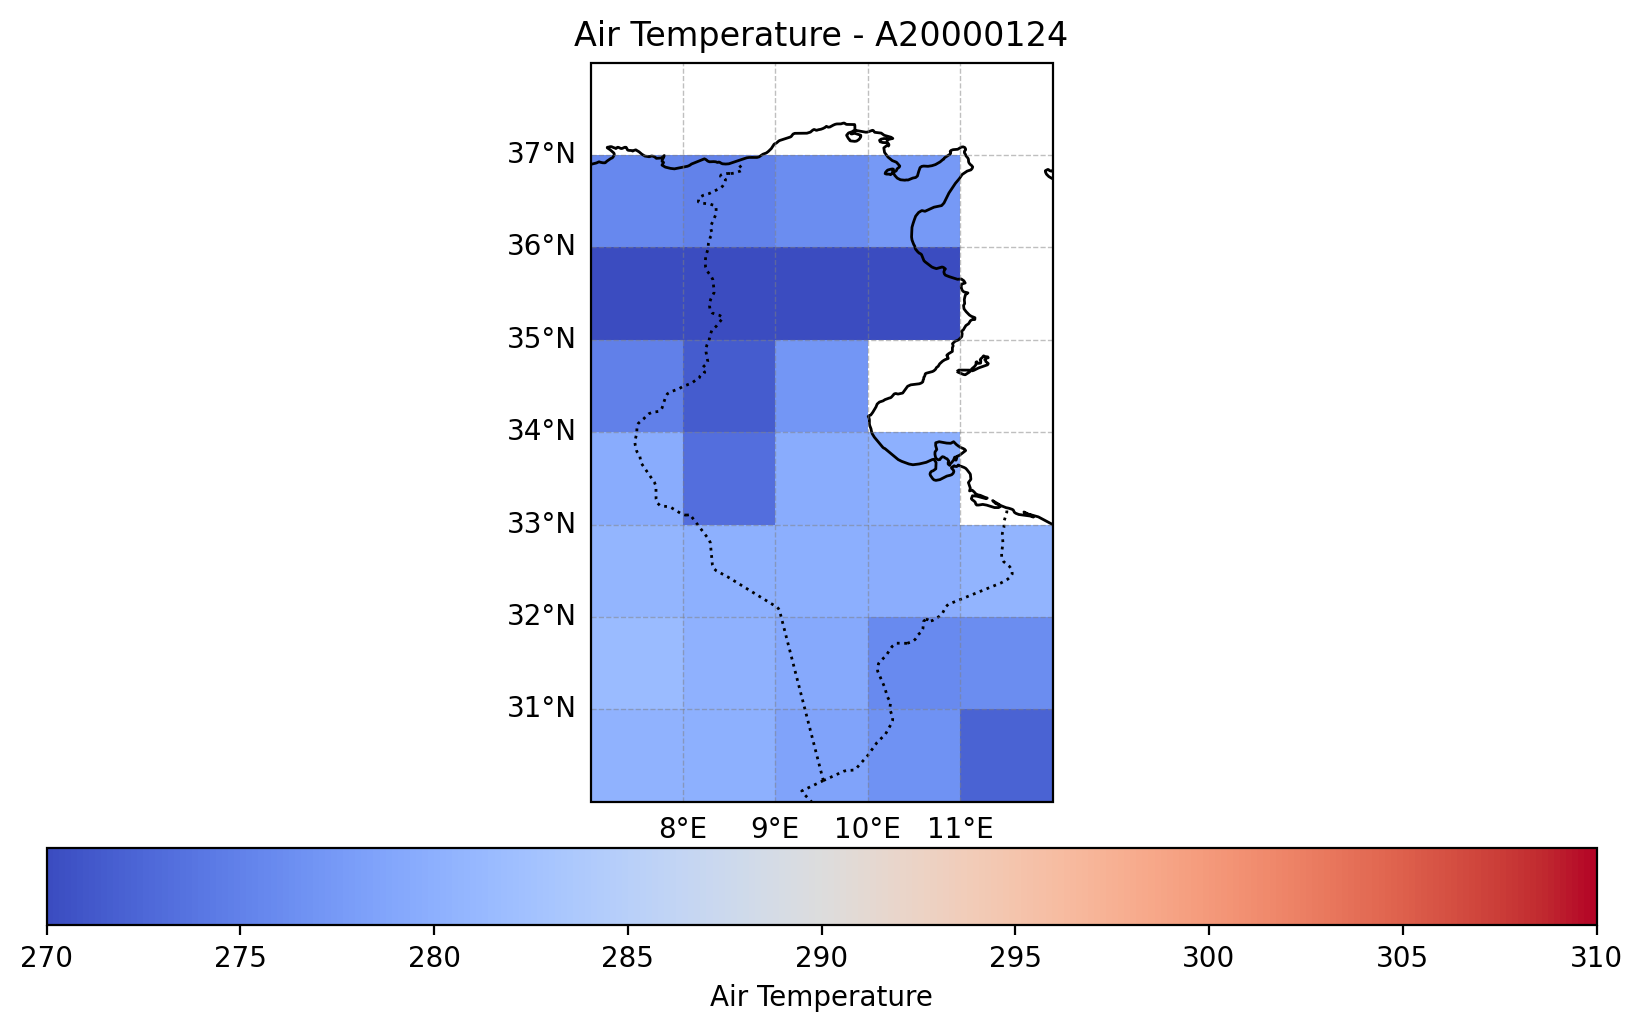 Air Temperature - A20000124
37°N
36°N
35°N
34°N
33°N
32°N
31°N
8°E 9°E 10°E 11°E
270 275 280 285 290 295 300 305 310
Air Temperature